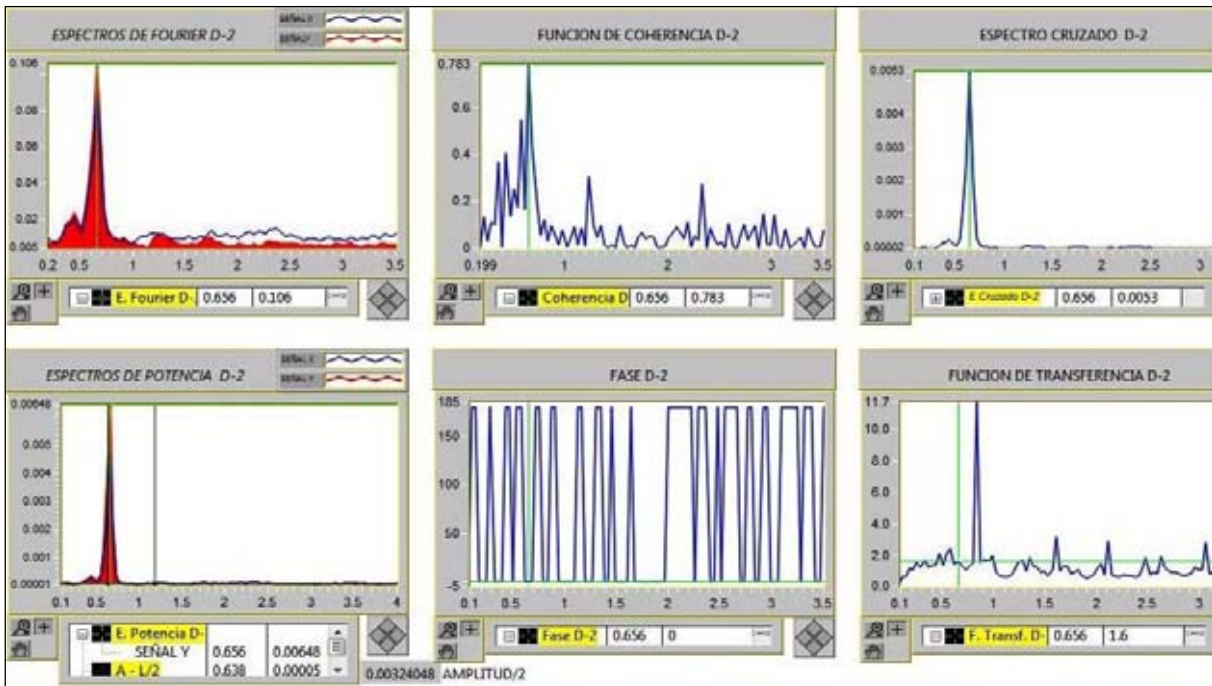 ESPECTROS DE FOURIER D-2
SEÑAL X
SEÑAL Y
0.106
0.08
0.06
0.04
0.02
0.005
0.2 0.5 1 1.5 2 2.5 3 3.5
E. Fourier D-. 0.656 0.106
FUNCION DE COHERENCIA D-2
0.783
0.6
0.4
0.2
0
0.199 1 2 3 3.5
Coherencia D 0.656 0.783
ESPECTRO CRUZADO D-2
0.0053
0.004
0.003
0.002
0.001
0.00002
0.1 0.5 1 1.5 2 2.5 3
E Cruzado D-2 0.656 0.0053
ESPECTROS DE POTENCIA D-2
SEÑAL X
SEÑAL Y
0.00648
0.005
0.004
0.003
0.002
0.001
0.00001
0.1 0.5 1 1.5 2 2.5 3 3.5 4
E. Potencia D-
SEÑAL Y 0.656 0.00648
A - L/2 0.638 0.00005
0.00324048 AMPLITUD/2
FASE D-2
185
150
100
50
-5
0.1 0.5 1 1.5 2 2.5 3 3.5
Fase D-2 0.656 0
FUNCION DE TRANSFERENCIA D-2
11.7
10.0
8.0
6.0
4.0
2.0
0.0
0.1 0.5 1 1.5 2 2.5 3
F. Transf. D- 0.656 1.6